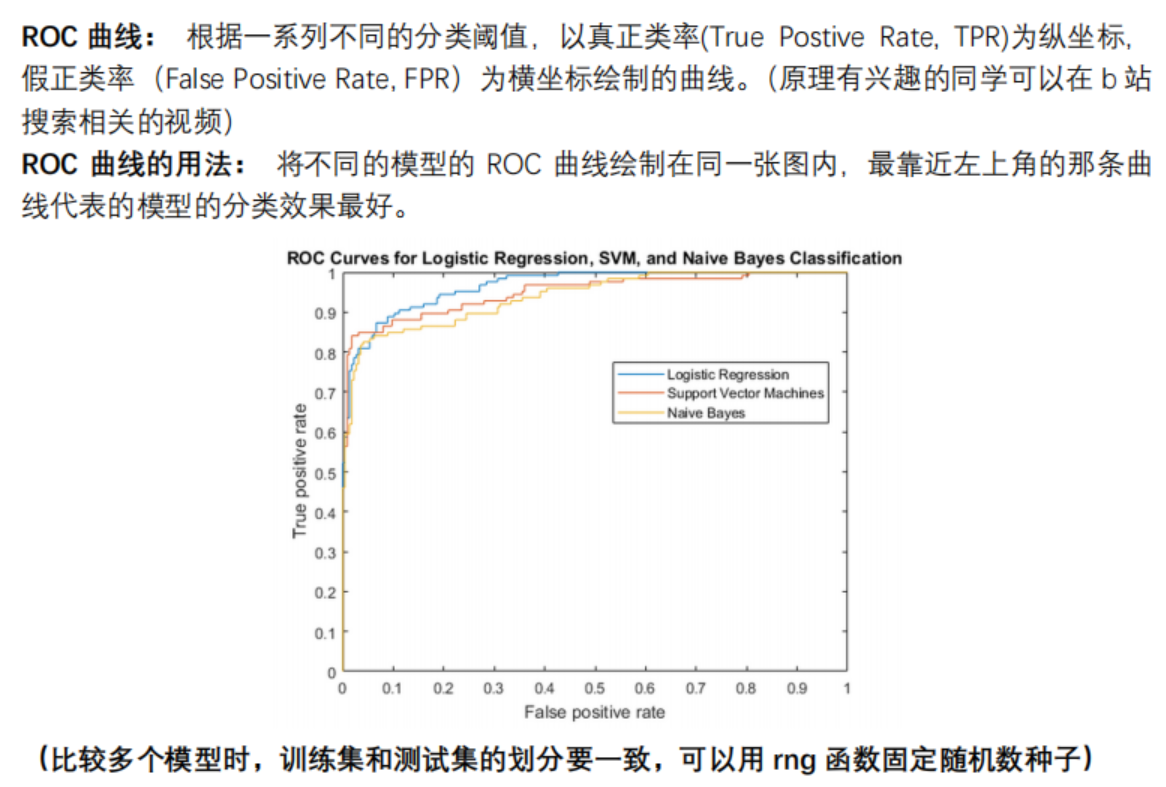 ROC 曲线： 根据一系列不同的分类阈值，以真正类率(True Postive Rate, TPR)为纵坐标,
假正类率（False Positive Rate, FPR）为横坐标绘制的曲线。（原理有兴趣的同学可以在 b 站
搜索相关的视频）
ROC 曲线的用法： 将不同的模型的 ROC 曲线绘制在同一张图内，最靠近左上角的那条曲
线代表的模型的分类效果最好。
ROC Curves for Logistic Regression, SVM, and Naive Bayes Classification
1
0.9
0.8
0.7
0.6
0.5
0.4
0.3
0.2
0.1
0
True positive rate
Logistic Regression
Support Vector Machines
Naive Bayes
0 0.1 0.2 0.3 0.4 0.5 0.6 0.7 0.8 0.9 1
False positive rate
（比较多个模型时，训练集和测试集的划分要一致，可以用 rng 函数固定随机数种子）